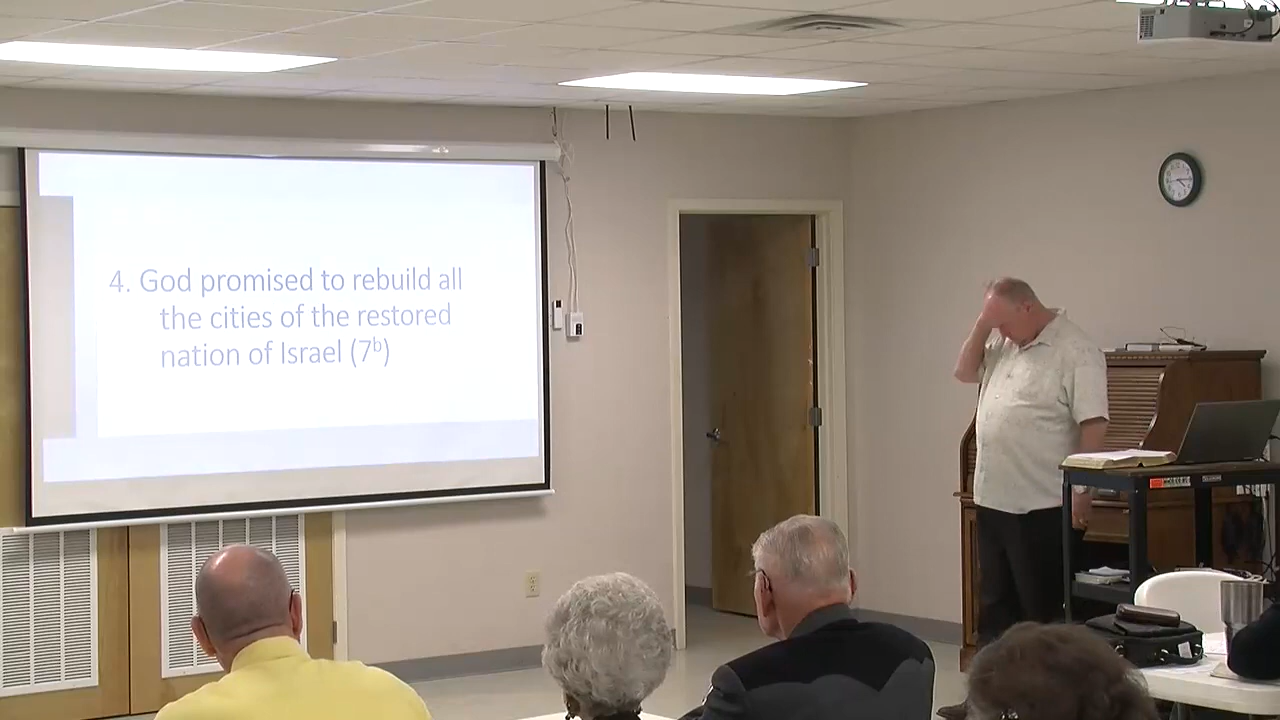 4. God promised to rebuild all
the cities of the restored
nation of Israel (7ᵇ)